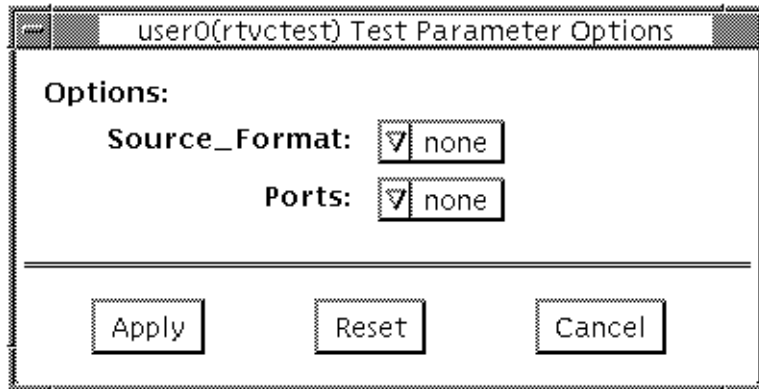 user0(rtvctest) Test Parameter Options
Options:
Source_Format: none
Ports: none
Apply Reset Cancel